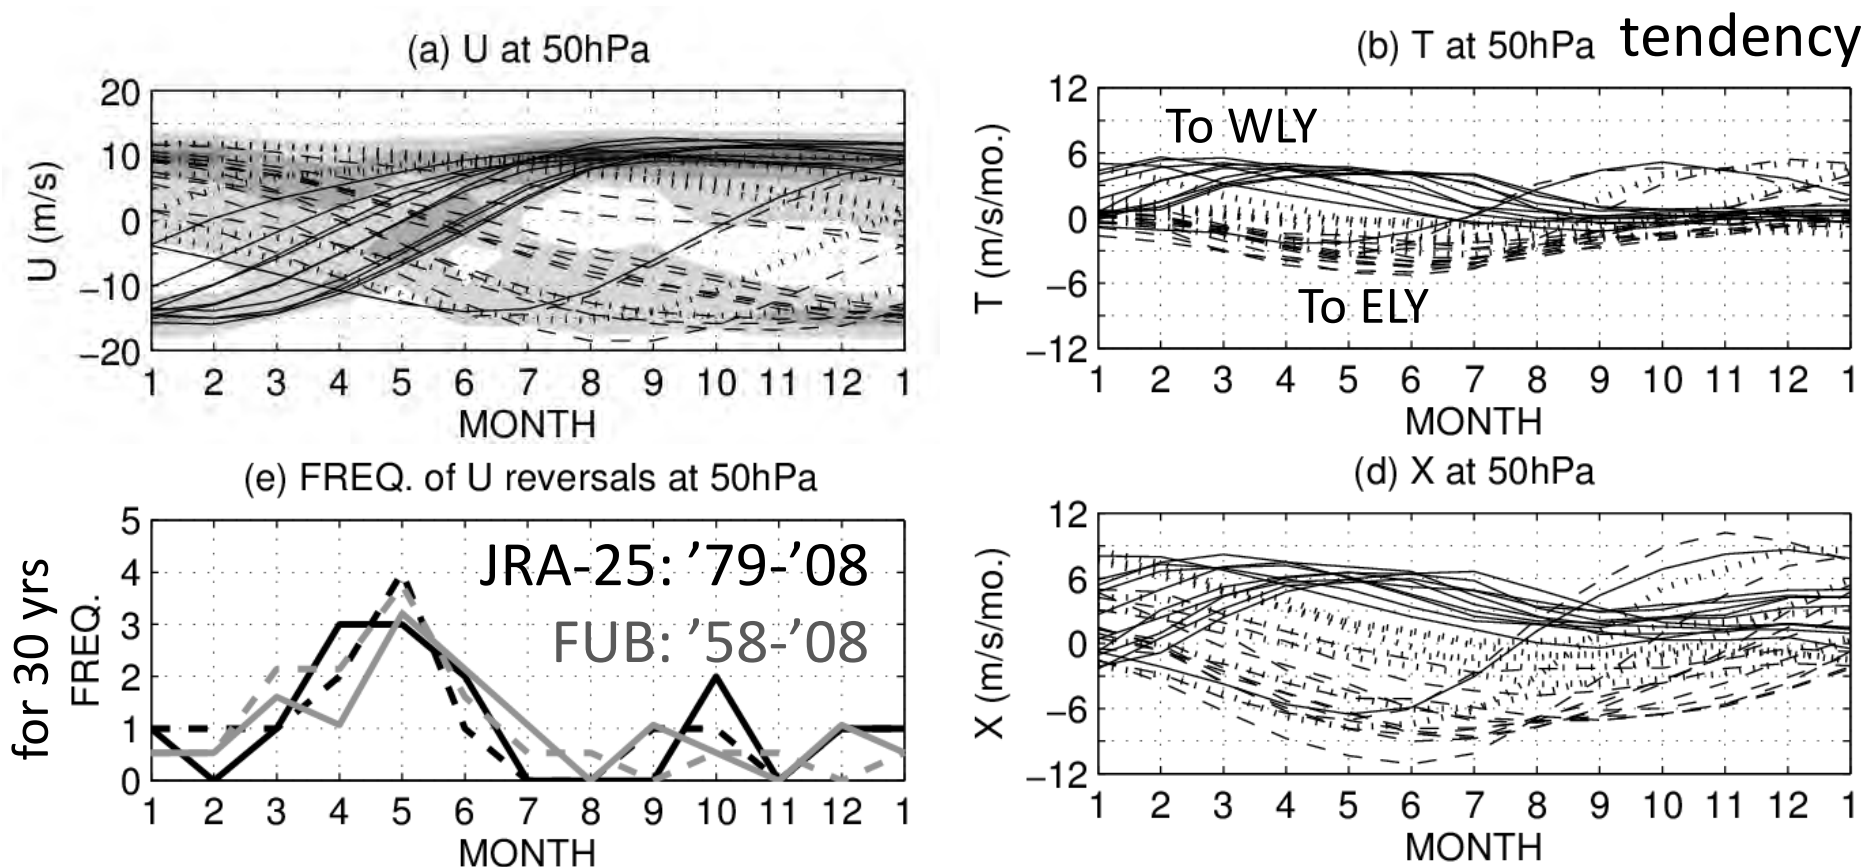 (a) U at 50hPa
20
10
0
−10
−20
U (m/s)
1 2 3 4 5 6 7 8 9 10 11 12 1
MONTH
(b) T at 50hPa tendency
12
6
0
−6
−12
T (m/s/mo.)
To WLY
To ELY
1 2 3 4 5 6 7 8 9 10 11 12 1
MONTH
(e) FREQ. of U reversals at 50hPa
for 30 yrs
FREQ.
5
4
3
2
1
0
JRA-25: ’79-’08
FUB: ’58-’08
1 2 3 4 5 6 7 8 9 10 11 12 1
MONTH
(d) X at 50hPa
12
6
0
−6
−12
X (m/s/mo.)
1 2 3 4 5 6 7 8 9 10 11 12 1
MONTH